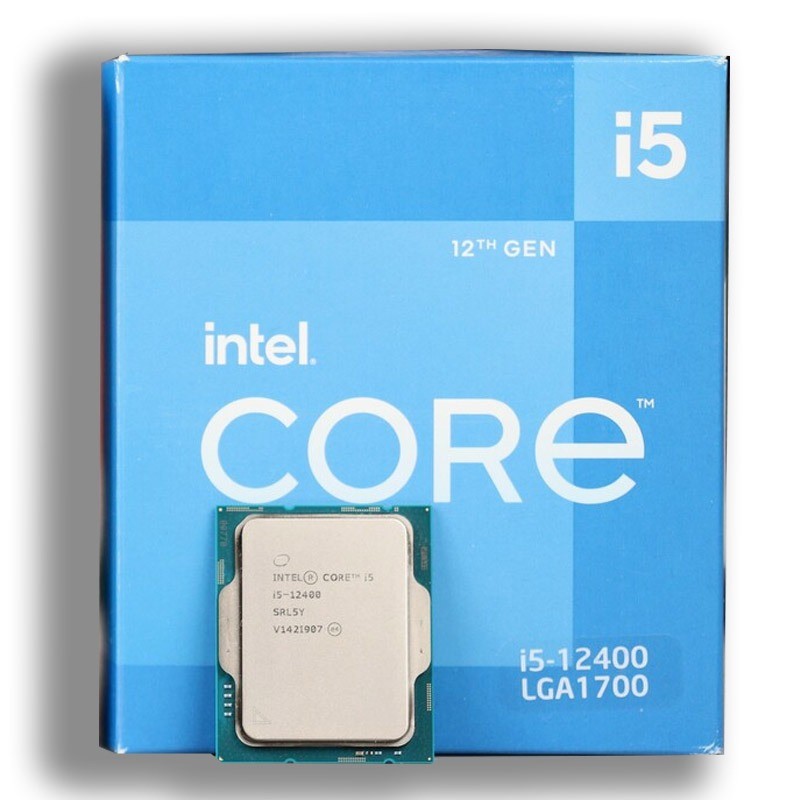 i5
12TH GEN
intel.
CORe™
i5-12400
LGA1700
INTEL® CORE™ i5
i5-12400
SRL5Y
V142I907